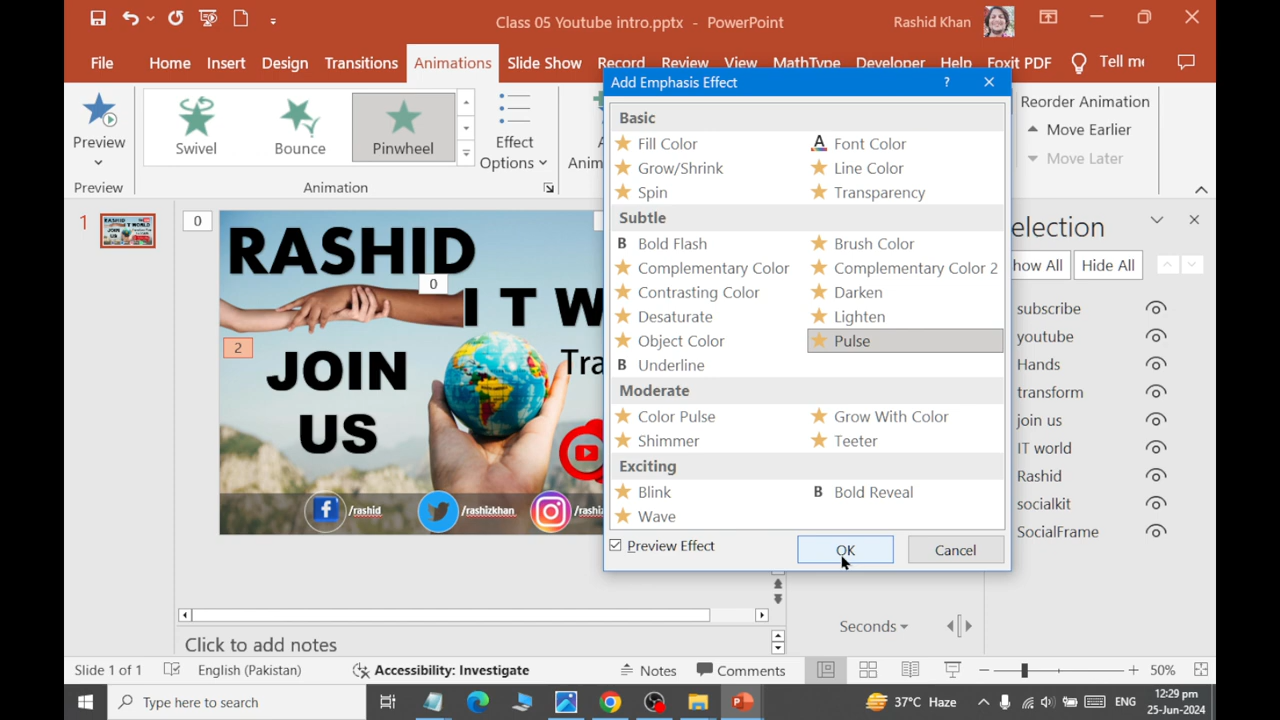 Class 05 Youtube intro.pptx - PowerPoint
Rashid Khan
File Home Insert Design Transitions Animations Slide Show Record Review View MathType Developer Help Foxit PDF Tell
Preview
Swivel
Bounce
Pinwheel
Effect
Options
Preview
Animation
Reorder Animation
Move Earlier
Move Later
Add Emphasis Effect
?
Basic
Fill Color
Font Color
Grow/Shrink
Line Color
Spin
Transparency
Subtle
Bold Flash
Brush Color
Complementary Color
Complementary Color 2
Contrasting Color
Darken
Desaturate
Lighten
Object Color
Pulse
Underline
Moderate
Color Pulse
Grow With Color
Shimmer
Teeter
Exciting
Blink
Bold Reveal
Wave
Preview Effect
OK
Cancel
1
0
RASHID
0
I T W
2
JOIN
US
Tra
/rashid
/rashizkhan
/rashiz
election
how All
Hide All
subscribe
youtube
Hands
transform
join us
IT world
Rashid
socialkit
SocialFrame
Seconds
Click to add notes
Slide 1 of 1
English (Pakistan)
Accessibility: Investigate
Notes
Comments
50%
Type here to search
37°C Haze
ENG
12:29 pm
25-Jun-2024